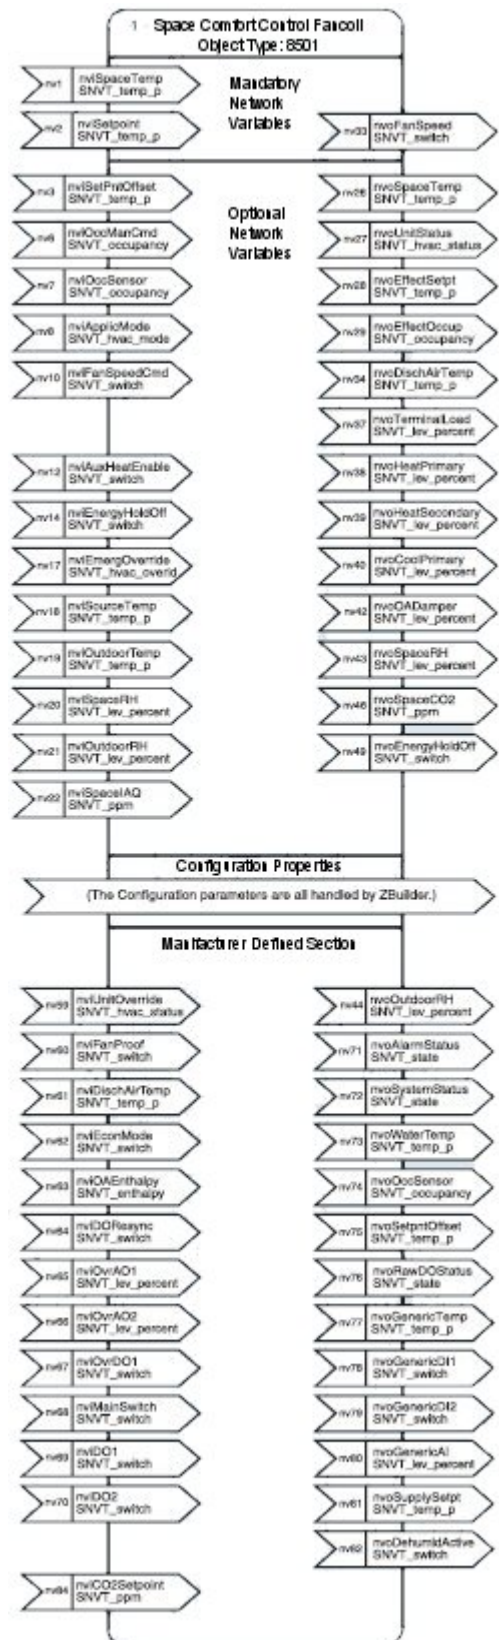 1 Space Comfort Control Fancoil
Object Type: 8501
nv1 nviSpaceTemp
SNVT_temp_p
Mandatory
Network
Variables
nv2 nviSetpoint
SNVT_temp_p
nv33 nvoFanSpeed
SNVT_switch
nv3 nviSetPntOffset
SNVT_temp_p
nv26 nvoSpaceTemp
SNVT_temp_p
Optional
Network
Variables
nv6 nviOccManCmd
SNVT_occupancy
nv27 nvoUnitStatus
SNVT_hvac_status
nv7 nviOccSensor
SNVT_occupancy
nv28 nvoEffectSetpt
SNVT_temp_p
nv8 nviApplicMode
SNVT_hvac_mode
nv29 nvoEffectOccup
SNVT_occupancy
nv10 nviFanSpeedCmd
SNVT_switch
nv34 nvoDischAirTemp
SNVT_temp_p
nv37 nvoTerminalLoad
SNVT_lev_percent
nv12 nviAuxHeatEnable
SNVT_switch
nv38 nvoHeatPrimary
SNVT_lev_percent
nv14 nviEnergyHoldOff
SNVT_switch
nv39 nvoHeatSecondary
SNVT_lev_percent
nv17 nviEmergOverride
SNVT_hvac_overid
nv40 nvoCoolPrimary
SNVT_lev_percent
nv18 nviSourceTemp
SNVT_temp_p
nv42 nvoOADamper
SNVT_lev_percent
nv19 nviOutdoorTemp
SNVT_temp_p
nv43 nvoSpaceRH
SNVT_lev_percent
nv20 nviSpaceRH
SNVT_lev_percent
nv46 nvoSpaceCO2
SNVT_ppm
nv21 nviOutdoorRH
SNVT_lev_percent
nv49 nvoEnergyHoldOff
SNVT_switch
nv22 nviSpaceIAQ
SNVT_ppm
Configuration Properties
(The Configuration parameters are all handled by ZBuilder.)
Manfacturer Defined Section
nv59 nviUnitOverride
SNVT_hvac_status
nv44 nvoOutdoorRH
SNVT_lev_percent
nv60 nviFanProof
SNVT_switch
nv71 nvoAlarmStatus
SNVT_state
nv61 nviDischAirTemp
SNVT_temp_p
nv72 nvoSystemStatus
SNVT_state
nv62 nviEconMode
SNVT_switch
nv73 nvoWaterTemp
SNVT_temp_p
nv63 nviOAEnthalpy
SNVT_enthalpy
nv74 nvoOccSensor
SNVT_occupancy
nv64 nviDOResync
SNVT_switch
nv75 nvoSetpntOffset
SNVT_temp_p
nv65 nviOvrAO1
SNVT_lev_percent
nv76 nvoRawDOStatus
SNVT_state
nv66 nviOvrAO2
SNVT_lev_percent
nv77 nvoGenericTemp
SNVT_temp_p
nv67 nviOvrDO1
SNVT_switch
nv78 nvoGenericDI1
SNVT_switch
nv68 nviMainSwitch
SNVT_switch
nv79 nvoGenericDI2
SNVT_switch
nv69 nviDO1
SNVT_switch
nv80 nvoGenericAI
SNVT_lev_percent
nv70 nviDO2
SNVT_switch
nv81 nvoSupplySetpt
SNVT_temp_p
nv82 nvoDehumidActive
SNVT_switch
nv84 nviCO2Setpoint
SNVT_ppm